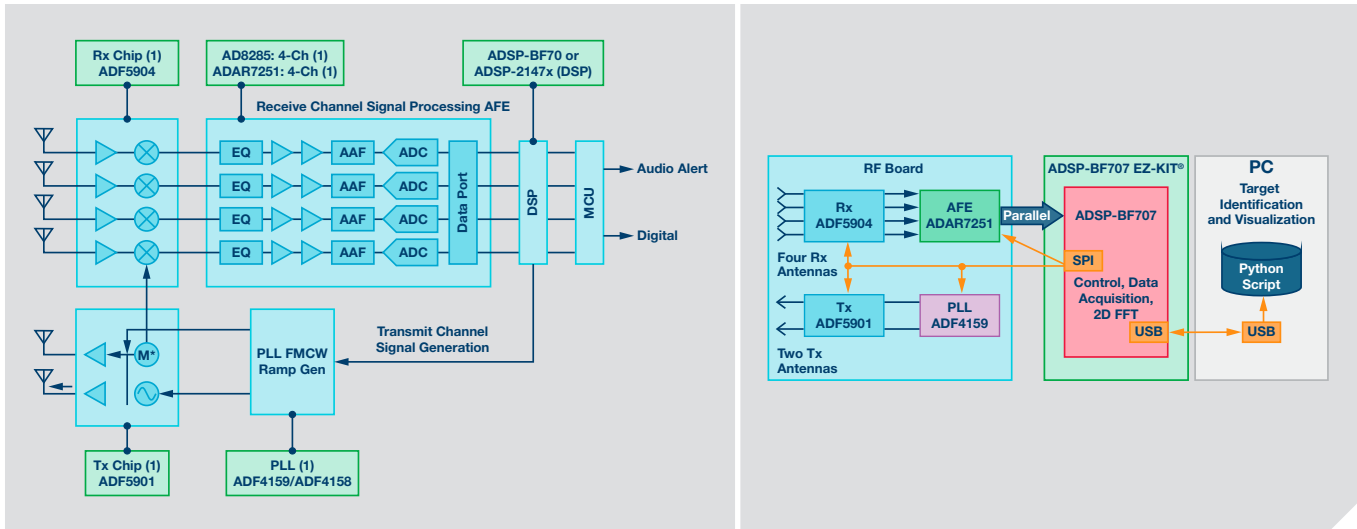 Rx Chip (1)
ADF5904
AD8285: 4-Ch (1)
ADAR7251: 4-Ch (1)
ADSP-BF70 or
ADSP-2147x (DSP)
Receive Channel Signal Processing AFE
EQ
AAF
ADC
EQ
AAF
ADC
EQ
AAF
ADC
EQ
AAF
ADC
Data Port
DSP
MCU
Audio Alert
Digital
M*
PLL FMCW
Ramp Gen
Transmit Channel
Signal Generation
Tx Chip (1)
ADF5901
PLL (1)
ADF4159/ADF4158
RF Board
Rx
ADF5904
AFE
ADAR7251
Parallel
Four Rx
Antennas
Tx
ADF5901
PLL
ADF4159
Two Tx
Antennas
ADSP-BF707 EZ-KIT®
ADSP-BF707
SPI
Control, Data
Acquisition,
2D FFT
USB
PC
Target
Identification
and Visualization
Python
Script
USB